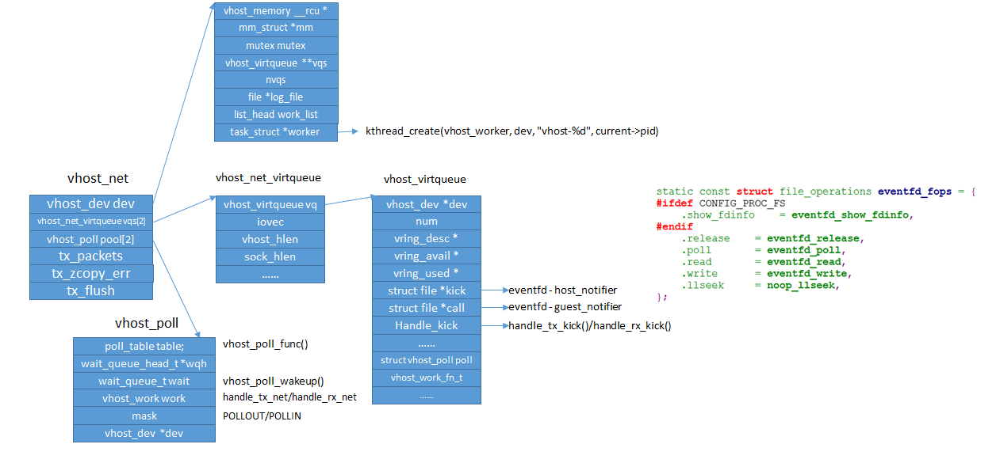 vhost_memory __rcu *
mm_struct *mm
mutex mutex
vhost_virtqueue **vqs
nvqs
file *log_file
list_head work_list
task_struct *worker
kthread_create(vhost_worker, dev, "vhost-%d", current->pid)
vhost_net
vhost_dev dev
vhost_net_virtqueue vqs[2]
vhost_poll pool[2]
tx_packets
tx_zcopy_err
tx_flush
vhost_net_virtqueue
vhost_virtqueue vq
iovec
vhost_hlen
sock_hlen
......
vhost_virtqueue
vhost_dev *dev
num
vring_desc *
vring_avail *
vring_used *
struct file *kick
struct file *call
Handle_kick
......
struct vhost_poll poll
vhost_work_fn_t
......
eventfd - host_notifier
eventfd - guest_notifier
handle_tx_kick()/handle_rx_kick()
vhost_poll
poll_table table;
wait_queue_head_t *wqh
wait_queue_t wait
vhost_work work
mask
vhost_dev *dev
vhost_poll_func()
vhost_poll_wakeup()
handle_tx_net/handle_rx_net
POLLOUT/POLLIN
static const struct file_operations eventfd_fops = {
#ifdef CONFIG_PROC_FS
.show_fdinfo = eventfd_show_fdinfo,
#endif
.release = eventfd_release,
.poll = eventfd_poll,
.read = eventfd_read,
.write = eventfd_write,
.llseek = noop_llseek,
};